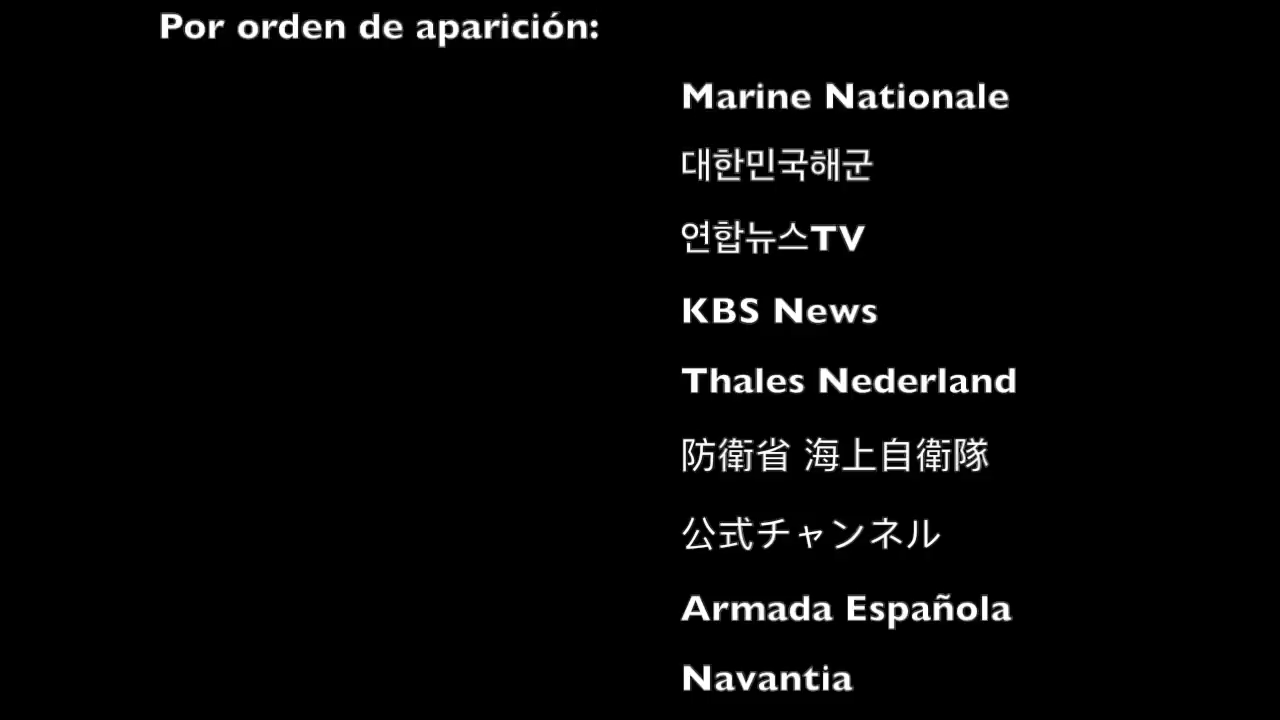 Por orden de aparición:
Marine Nationale
대한민국해군
연합뉴스TV
KBS News
Thales Nederland
防衛省 海上自衛隊
公式チャンネル
Armada Española
Navantia